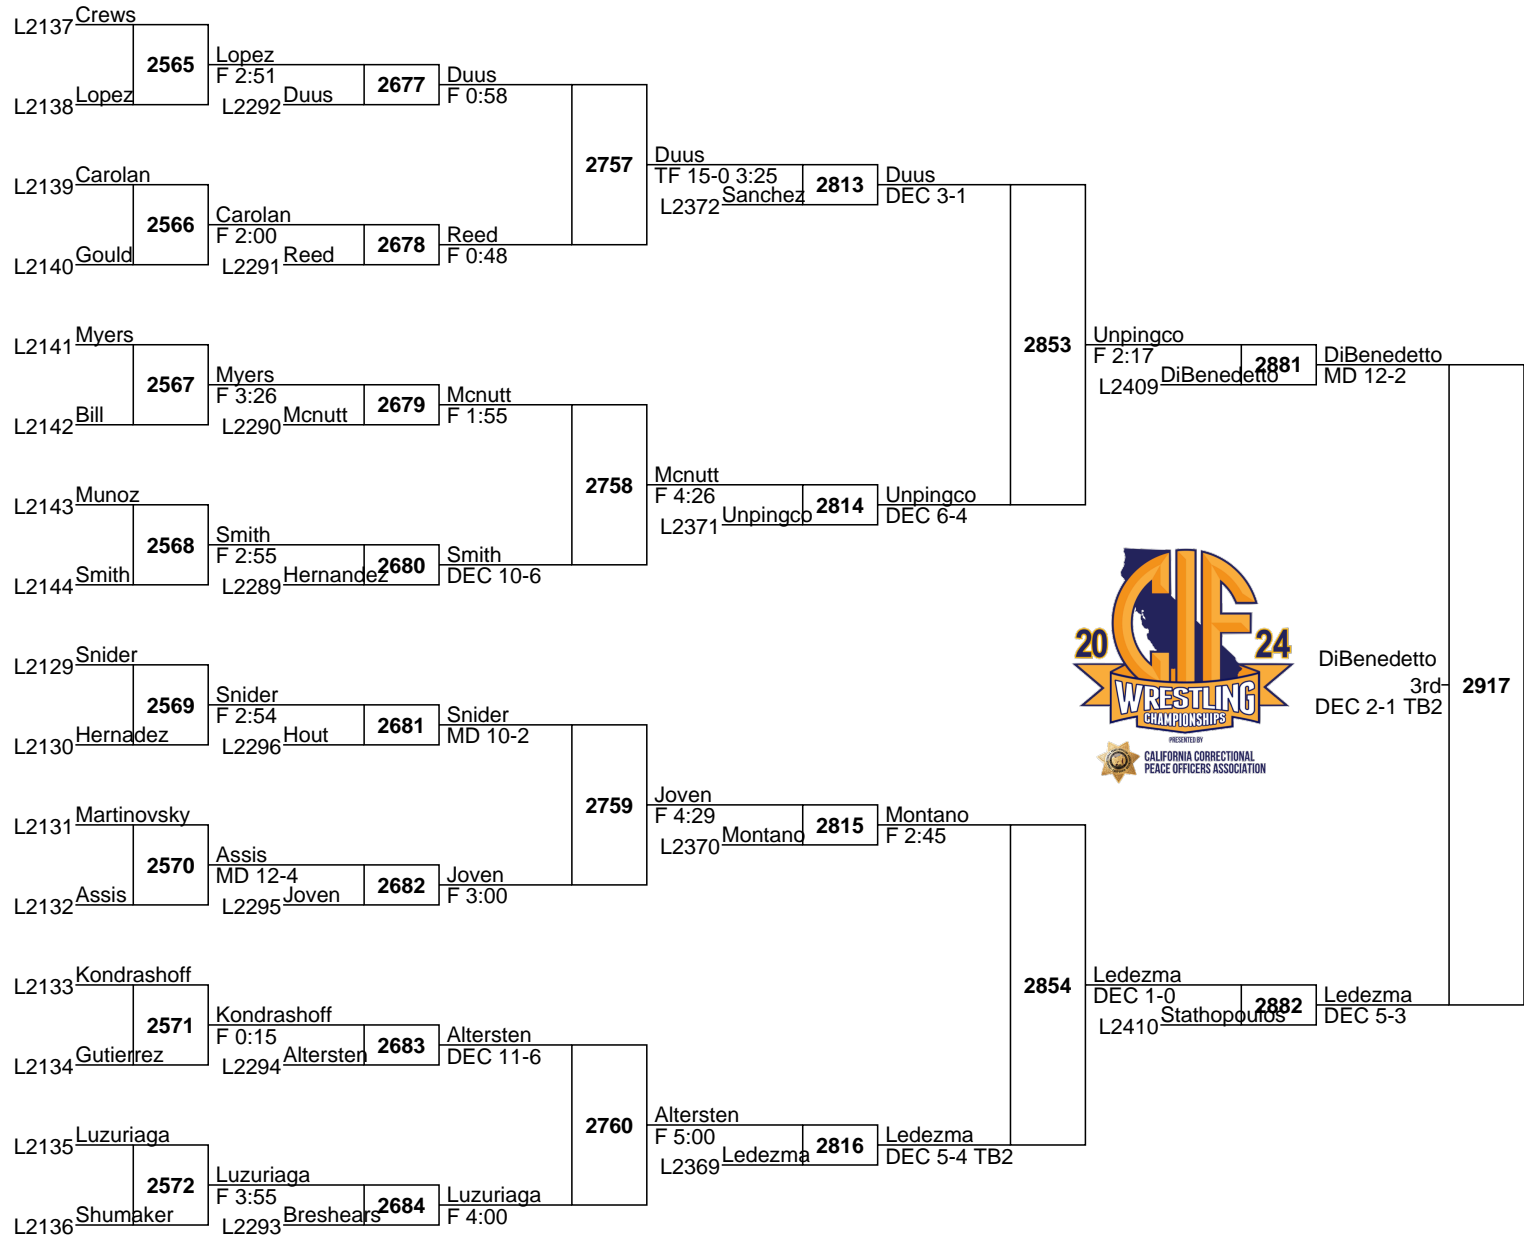 Crews
L2137
2565
Lopez
F 2:51
L2138
Lopez
L2292
Duus
2677
Duus
F 0:58
L2139
Carolan
2566
Carolan
F 2:00
L2140
Gould
L2291
Reed
2678
Reed
F 0:48
2757
Duus
TF 15-0 3:25
L2372
Sanchez
2813
Duus
DEC 3-1
L2141
Myers
2567
Myers
F 3:26
L2142
Bill
L2290
Mcnutt
2679
Mcnutt
F 1:55
L2143
Munoz
2568
Smith
F 2:55
L2144
Smith
L2289
Hernandez
2680
Smith
DEC 10-6
2758
Mcnutt
F 4:26
L2371
Unpingco
2814
Unpingco
DEC 6-4
2853
Unpingco
F 2:17
L2409
DiBenedetto
2881
DiBenedetto
MD 12-2
L2129
Snider
2569
Snider
F 2:54
L2130
Hernadez
L2296
Hout
2681
Snider
MD 10-2
L2131
Martinovsky
2570
Assis
MD 12-4
L2132
Assis
L2295
Joven
2682
Joven
F 3:00
2759
Joven
F 4:29
L2370
Montano
2815
Montano
F 2:45
L2133
Kondrashoff
2571
Kondrashoff
F 0:15
L2134
Gutierrez
L2294
Altersten
2683
Altersten
DEC 11-6
L2135
Luzuriaga
2572
Luzuriaga
F 3:55
L2136
Shumaker
L2293
Breshears
2684
Luzuriaga
F 4:00
2760
Altersten
F 5:00
L2369
Ledezma
2816
Ledezma
DEC 5-4 TB2
2854
Ledezma
DEC 1-0
L2410
Stathopoulos
2882
Ledezma
DEC 5-3
20 CIF 24
WRESTLING
CHAMPIONSHIPS
PRESENTED BY
CALIFORNIA CORRECTIONAL
PEACE OFFICERS ASSOCIATION
DiBenedetto
3rd
DEC 2-1 TB2
2917